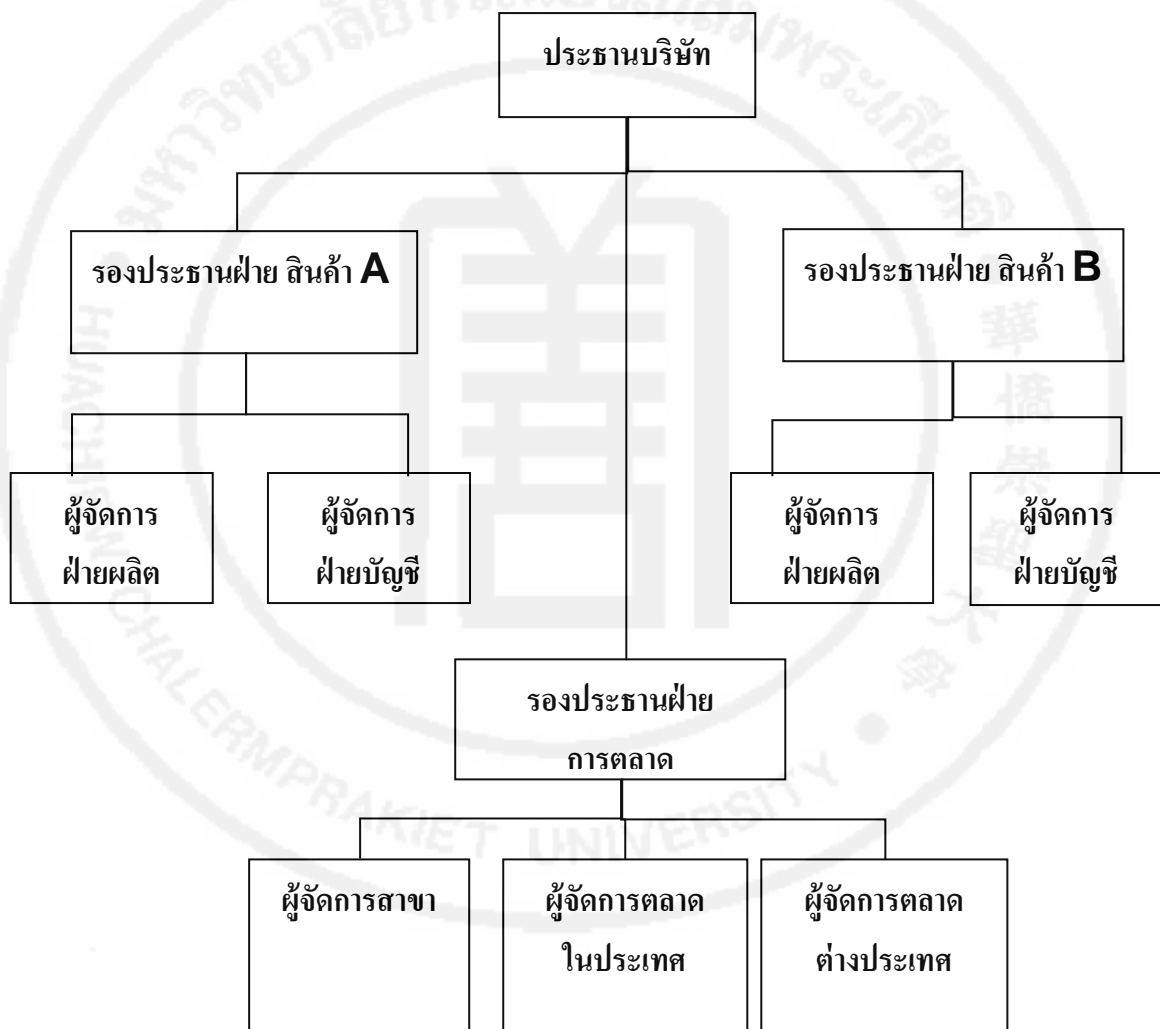 ประธานบริษัท
รองประธานฝ่าย สินค้า A
รองประธานฝ่าย สินค้า B
ผู้จัดการ
ฝ่ายผลิต
ผู้จัดการ
ฝ่ายบัญชี
ผู้จัดการ
ฝ่ายผลิต
ผู้จัดการ
ฝ่ายบัญชี
รองประธานฝ่าย
การตลาด
ผู้จัดการสาขา
ผู้จัดการตลาด
ในประเทศ
ผู้จัดการตลาด
ต่างประเทศ
HUACHIEW CHALERMPRAKIET UNIVERSITY